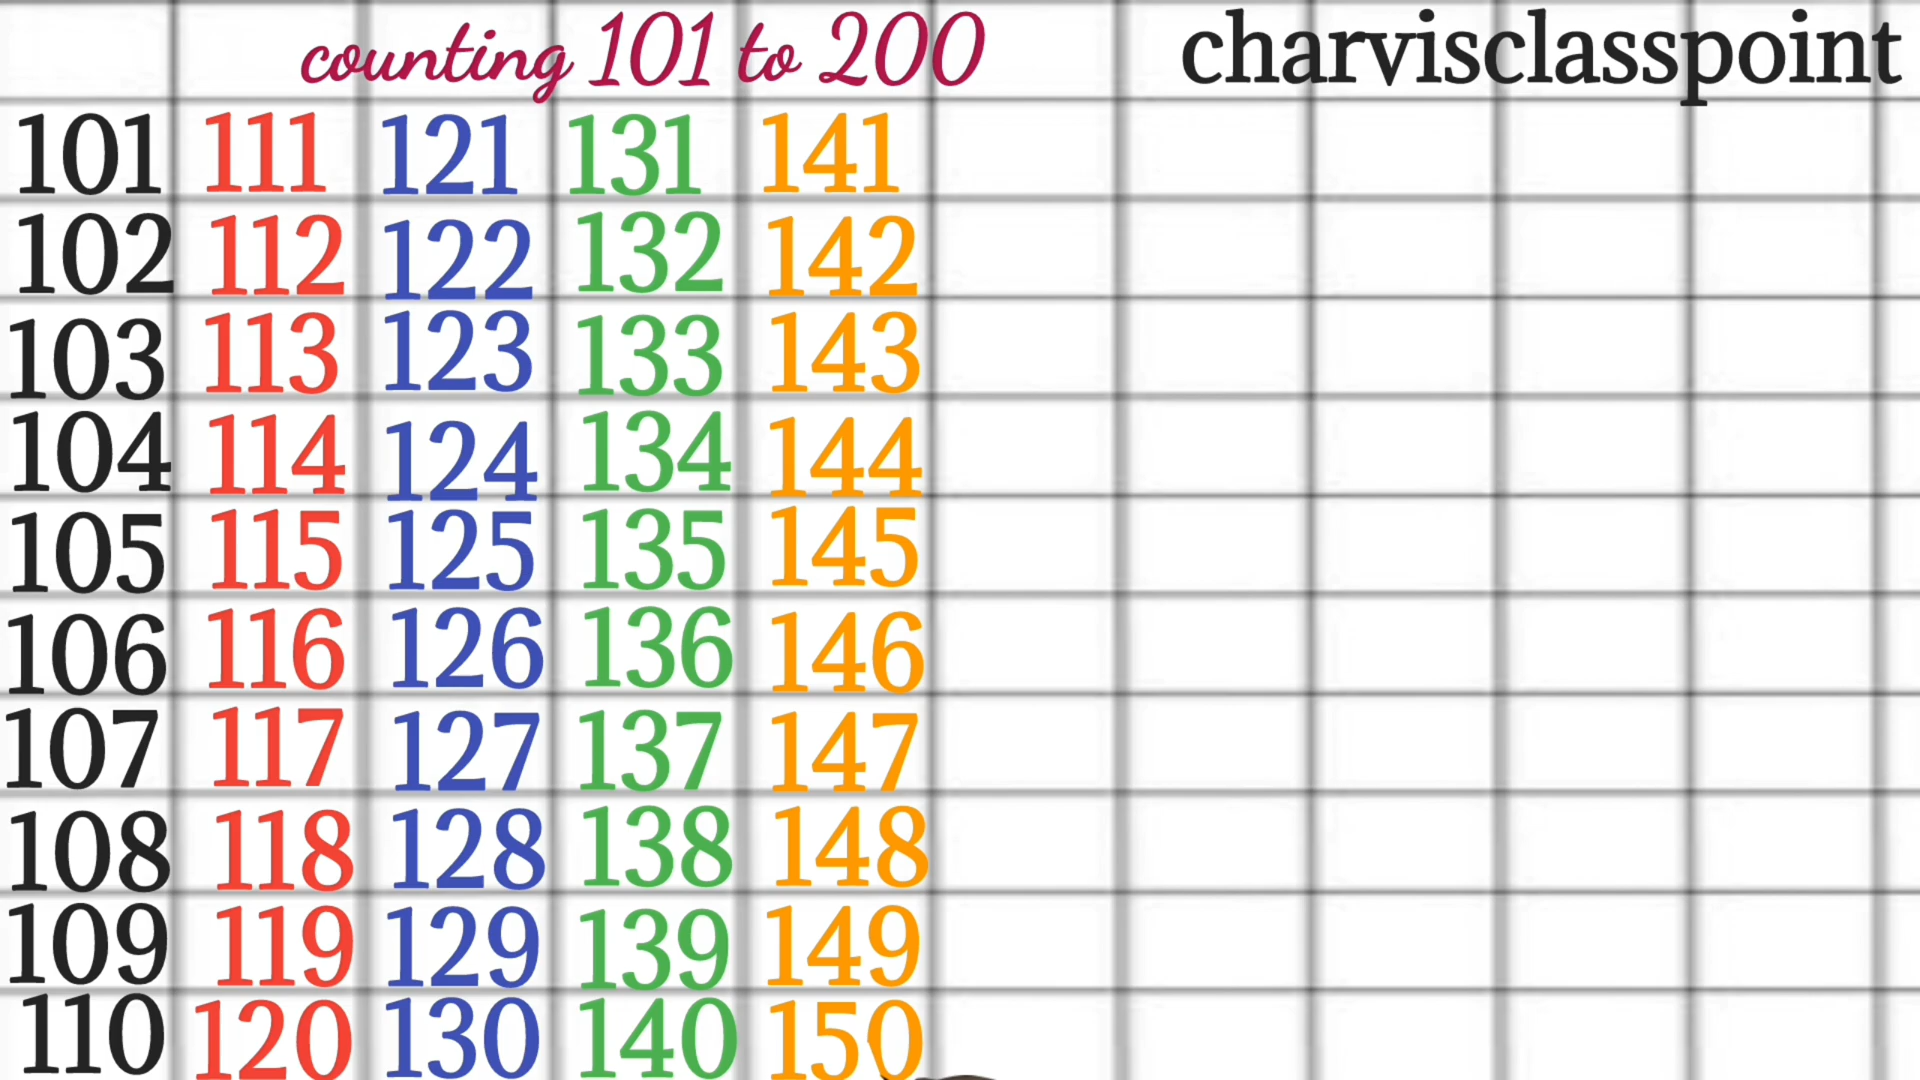 counting 101 to 200 charvisclasspoint
101 111 121 131 141
102 112 122 132 142
103 113 123 133 143
104 114 124 134 144
105 115 125 135 145
106 116 126 136 146
107 117 127 137 147
108 118 128 138 148
109 119 129 139 149
110 120 130 140 150